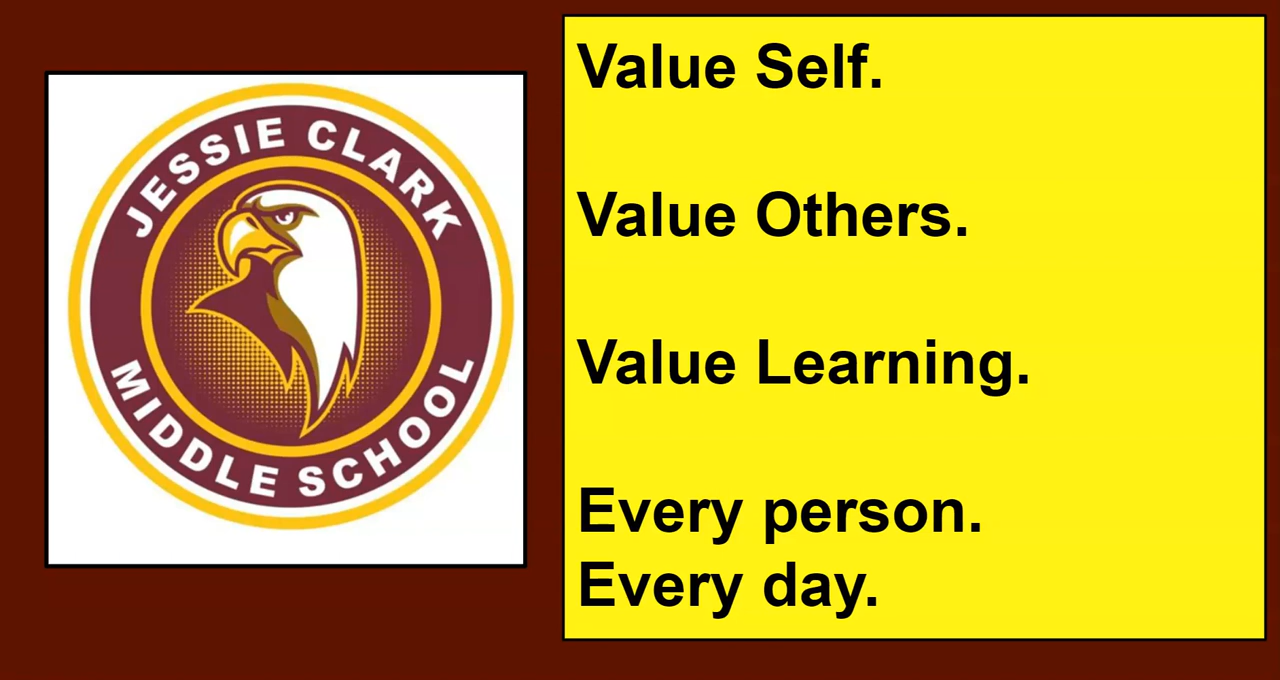 JESSIE CLARK
MIDDLE SCHOOL
Value Self.
Value Others.
Value Learning.
Every person.
Every day.